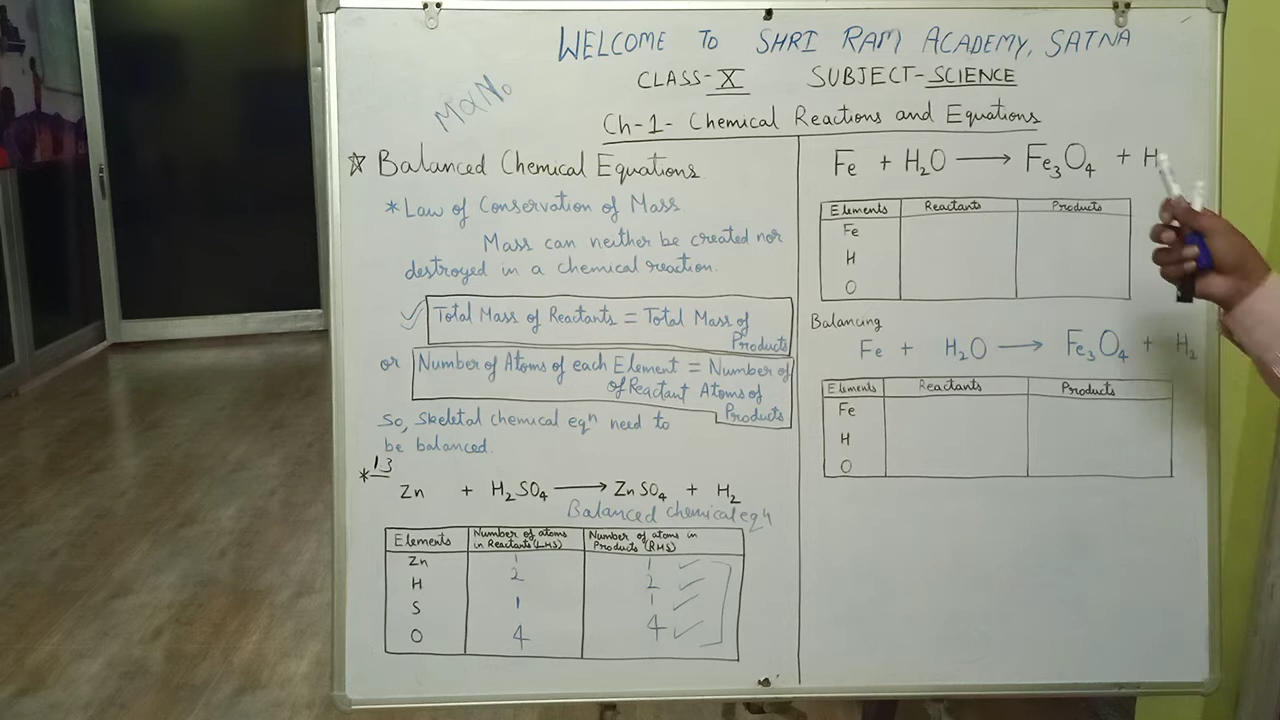 WELCOME TO SHRI RAM ACADEMY, SATNA
CLASS-X SUBJECT-SCIENCE
Ch-1- Chemical Reactions and Equations
☆ Balanced Chemical Equations
* Law of Conservation of Mass
Mass can neither be created nor
destroyed in a chemical reaction.
Total Mass of Reactants = Total Mass of
Products
or Number of Atoms of each Element = Number of
of Reactant Atoms of
Products
So, Skeletal chemical eqⁿ need to
be balanced.
* 1.3
Zn + H₂SO₄ ⟶ ZnSO₄ + H₂
Balanced chemical eqⁿ
Elements Number of atoms in Reactants (LHS) Number of atoms in Products (RHS)
Zn 1 1 ✓
H 2 2 ✓
S 1 1 ✓
O 4 4 ✓
Fe + H₂O ⟶ Fe₃O₄ + H
Elements Reactants Products
Fe
H
O
Balancing
Fe + H₂O ⟶ Fe₃O₄ + H₂
Elements Reactants Products
Fe
H
O